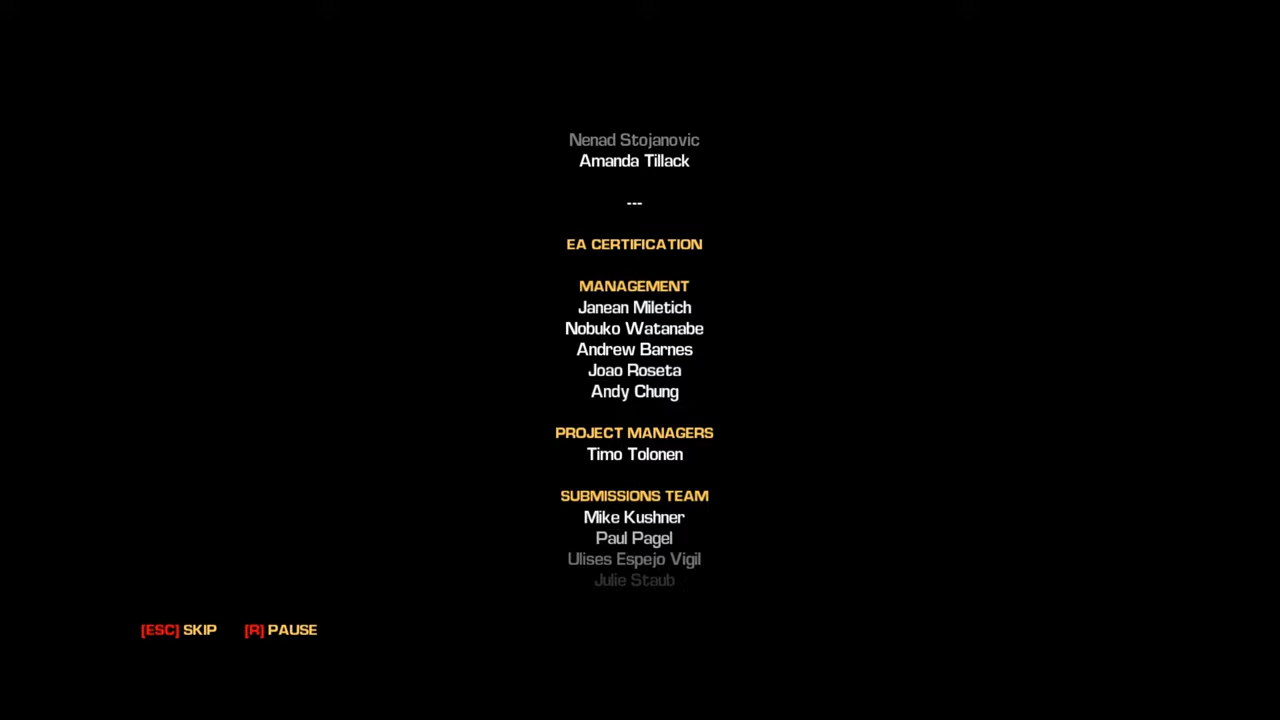 Nenad Stojanovic
Amanda Tillack
---
EA CERTIFICATION
MANAGEMENT
Janean Miletich
Nobuko Watanabe
Andrew Barnes
Joao Roseta
Andy Chung
PROJECT MANAGERS
Timo Tolonen
SUBMISSIONS TEAM
Mike Kushner
Paul Pagel
Ulises Espejo Vigil
Julie Staub
[ESC] SKIP [R] PAUSE